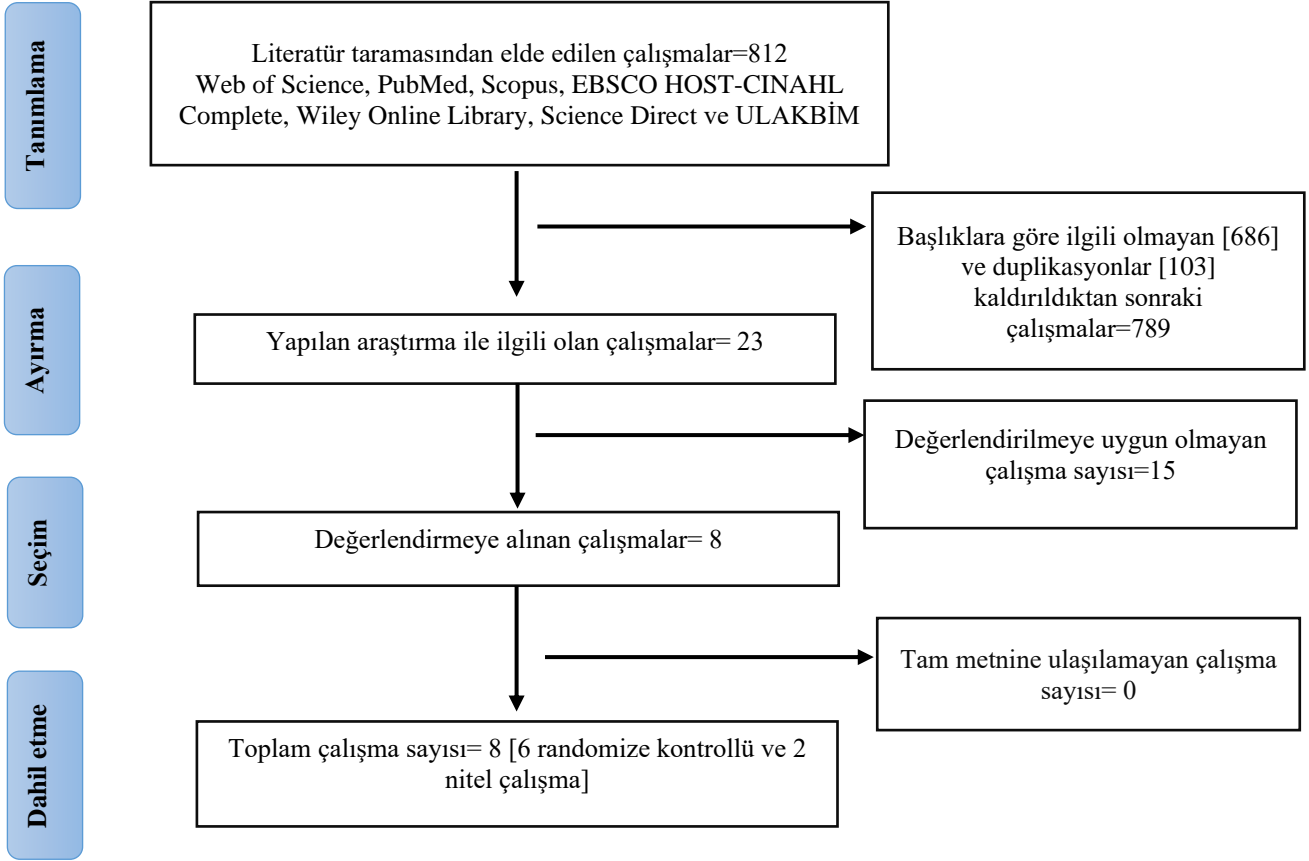 Tanımlama
Literatür taramasından elde edilen çalışmalar=812
Web of Science, PubMed, Scopus, EBSCO HOST-CINAHL
Complete, Wiley Online Library, Science Direct ve ULAKBİM
Başlıklara göre ilgili olmayan [686]
ve duplikasyonlar [103]
kaldırıldıktan sonraki
çalışmalar=789
Ayırma
Yapılan araştırma ile ilgili olan çalışmalar= 23
Değerlendirilmeye uygun olmayan
çalışma sayısı=15
Seçim
Değerlendirmeye alınan çalışmalar= 8
Tam metnine ulaşılamayan çalışma
sayısı= 0
Dahil etme
Toplam çalışma sayısı= 8 [6 randomize kontrollü ve 2
nitel çalışma]